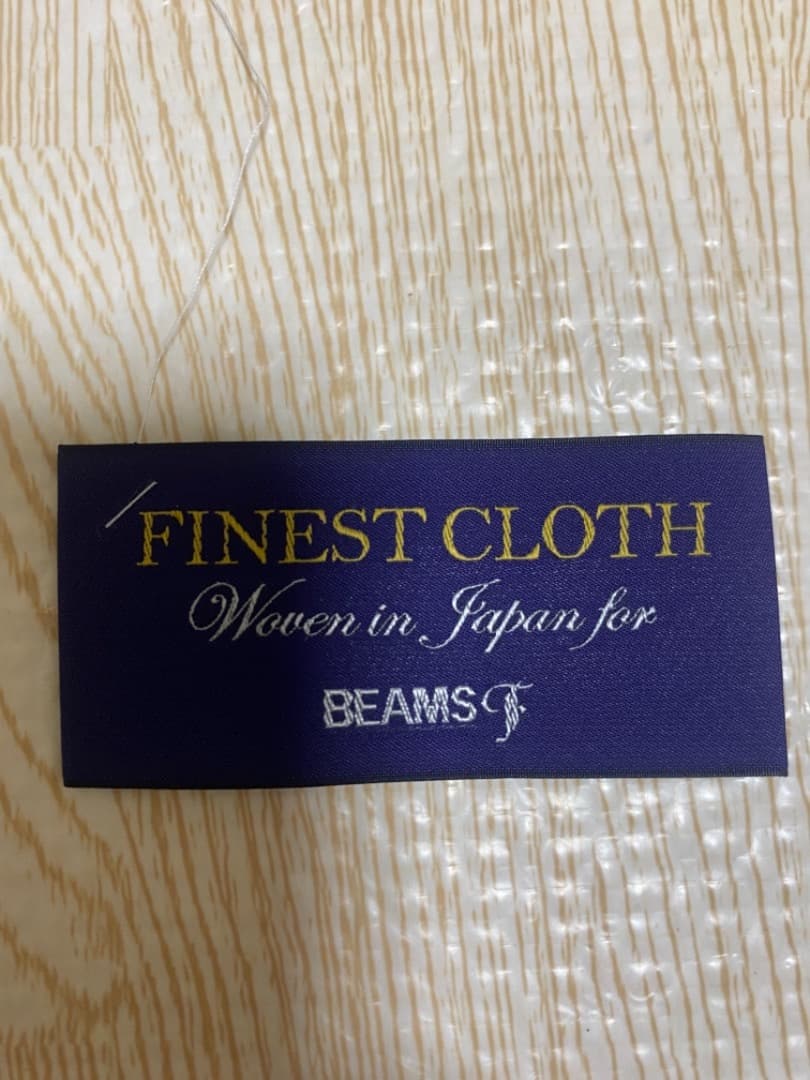 FINEST CLOTH
Woven in Japan for
BEAMS F